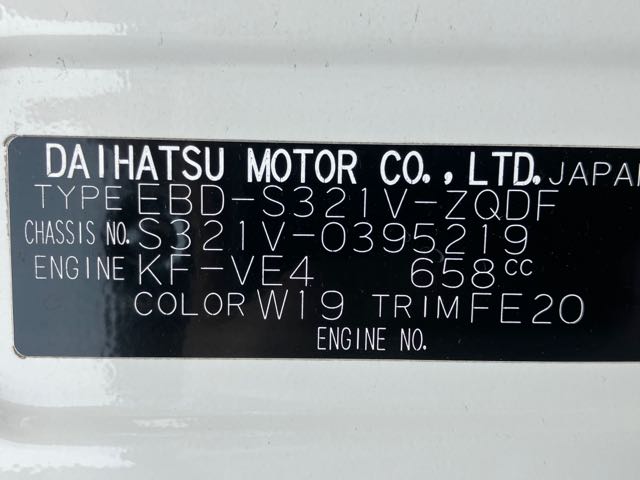 DAIHATSU MOTOR CO.,LTD. JAPAN
TYPE EBD-S321V-ZQDF
CHASSIS NO. S321V-0395219
ENGINE KF-VE4 658cc
COLOR W19 TRIM FE20
ENGINE NO.